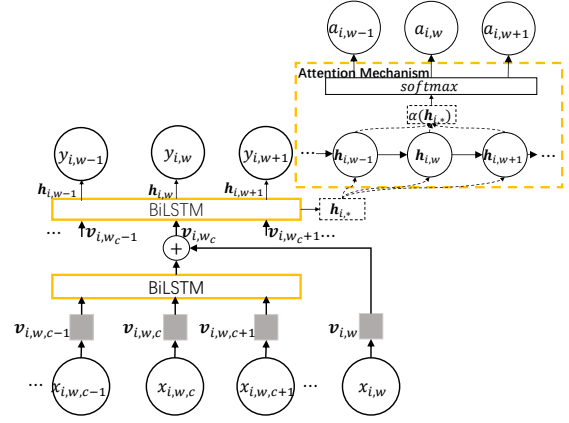 a_{i,w−1} a_{i,w} a_{i,w+1}
Attention Mechanism
softmax
α(h_{i,*})
y_{i,w−1} y_{i,w} y_{i,w+1}
... h_{i,w−1} h_{i,w} h_{i,w+1} ...
h_{i,w−1} h_{i,w} h_{i,w+1}
BiLSTM h_{i,*}
... v_{i,w_c−1} v_{i,w_c} v_{i,w_c+1} ...
+
BiLSTM
v_{i,w,c−1} v_{i,w,c} v_{i,w,c+1} v_{i,w}
... x_{i,w,c−1} x_{i,w,c} x_{i,w,c+1} ... x_{i,w}